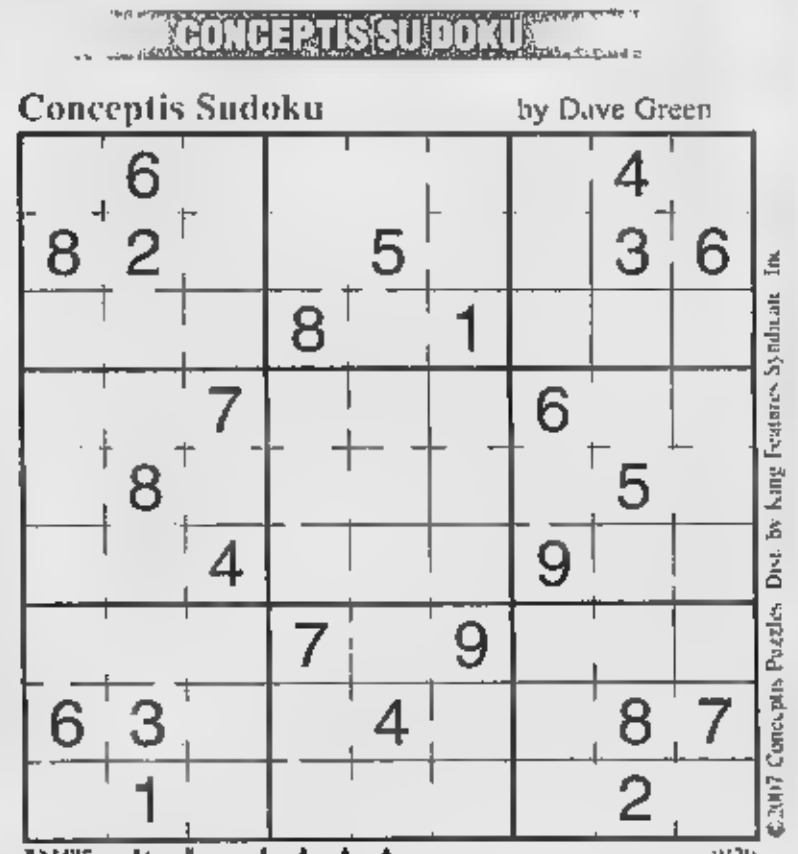 CONCEPTIS SUDOKU
Conceptis Sudoku by Dave Green
6 4
8 2 5 3 6
8 1
7 6
8 5
4 9
7 9
6 3 4 8 7
1 2
©2007 Conceptis Puzzles Dist. by King Features Syndicate Inc